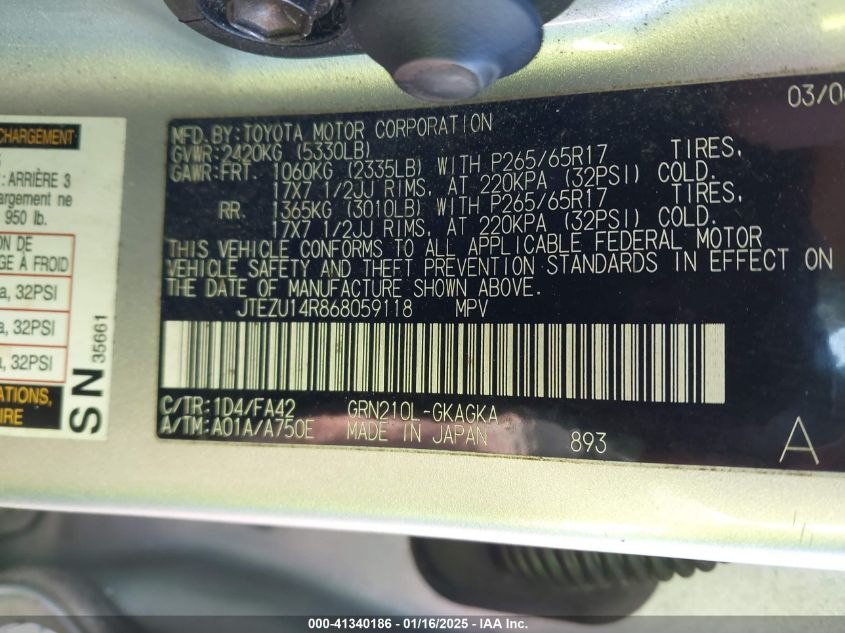 03/0
MFD.BY:TOYOTA MOTOR CORPORATION
GVWR:2420KG (5330LB)
GAWR:FRT. 1060KG (2335LB) WITH P265/65R17 TIRES,
17X7 1/2JJ RIMS, AT 220KPA (32PSI) COLD.
RR. 1365KG (3010LB) WITH P265/65R17 TIRES,
17X7 1/2JJ RIMS, AT 220KPA (32PSI) COLD.
THIS VEHICLE CONFORMS TO ALL APPLICABLE FEDERAL MOTOR
VEHICLE SAFETY AND THEFT PREVENTION STANDARDS IN EFFECT ON
THE DATE OF MANUFACTURE SHOWN ABOVE.
JTEZU14R868059118 MPV
C/TR:1D4/FA42 GRN210L-GKAGKA
A/TM:A01A/A750E MADE IN JAPAN 893 A
CHARGEMENT
: ARRIÈRE 3
argement ne
950 lb.
ION DE
GE À FROID
a, 32PSI
a, 32PSI
a, 32PSI
ATIONS,
IRE
SN 35661
000-41340186 - 01/16/2025 - IAA Inc.